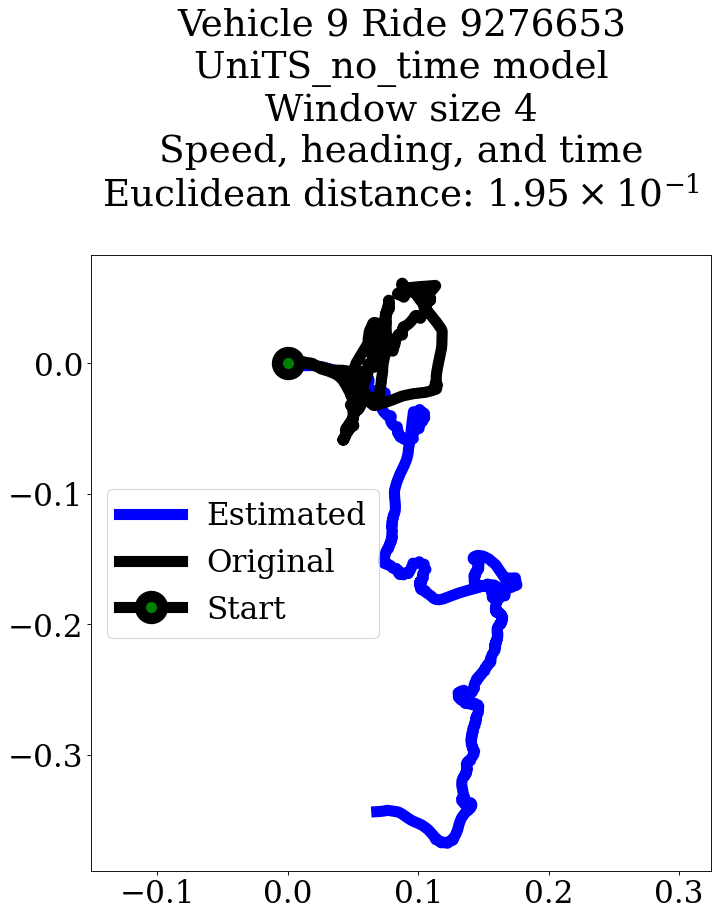 Vehicle 9 Ride 9276653
UniTS_no_time model
Window size 4
Speed, heading, and time
Euclidean distance: 1.95 × 10⁻¹
0.0
−0.1
−0.2
−0.3
Estimated
Original
Start
−0.1 0.0 0.1 0.2 0.3